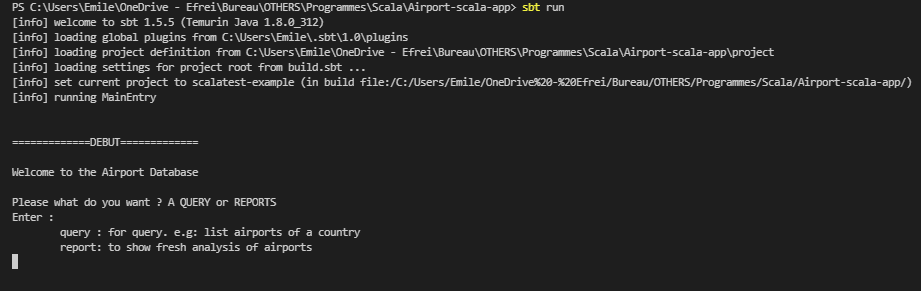 PS C:\Users\Emile\OneDrive - Efrei\Bureau\OTHERS\Programmes\Scala\Airport-scala-app> sbt run
[info] welcome to sbt 1.5.5 (Temurin Java 1.8.0_312)
[info] loading global plugins from C:\Users\Emile\.sbt\1.0\plugins
[info] loading project definition from C:\Users\Emile\OneDrive - Efrei\Bureau\OTHERS\Programmes\Scala\Airport-scala-app\project
[info] loading settings for project root from build.sbt ...
[info] set current project to scalatest-example (in build file:/C:/Users/Emile/OneDrive%20-%20Efrei/Bureau/OTHERS/Programmes/Scala/Airport-scala-app/)
[info] running MainEntry
=============DEBUT=============
Welcome to the Airport Database
Please what do you want ? A QUERY or REPORTS
Enter :
query : for query. e.g: list airports of a country
report: to show fresh analysis of airports